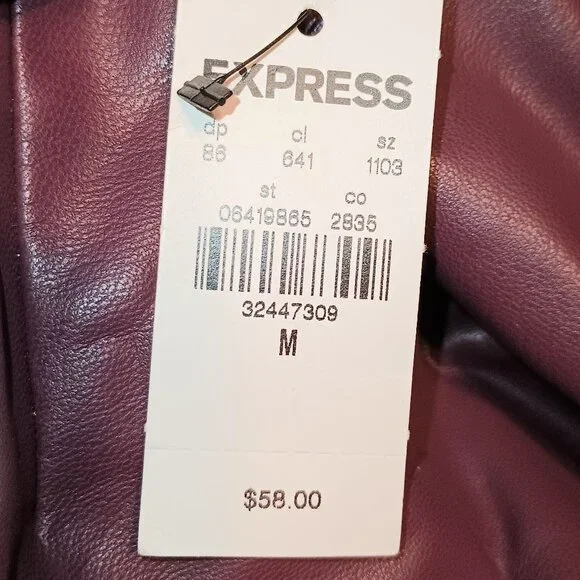 EXPRESS
dp cl sz
86 641 1103
st co
06419865 2835
32447309
M
$58.00